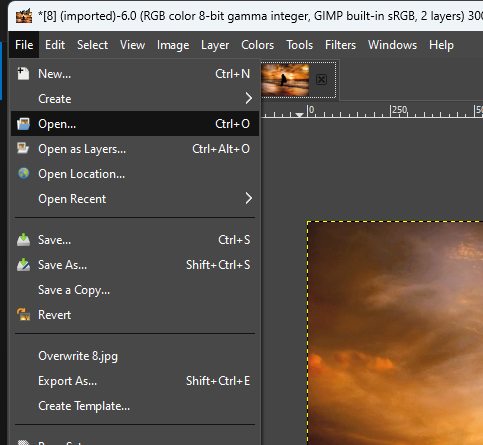 *[8] (imported)-6.0 (RGB color 8-bit gamma integer, GIMP built-in sRGB, 2 layers) 300
File Edit Select View Image Layer Colors Tools Filters Windows Help
New... Ctrl+N
Create
Open... Ctrl+O
Open as Layers... Ctrl+Alt+O
Open Location...
Open Recent
Save... Ctrl+S
Save As... Shift+Ctrl+S
Save a Copy...
Revert
Overwrite 8.jpg
Export As... Shift+Ctrl+E
Create Template...
0 250